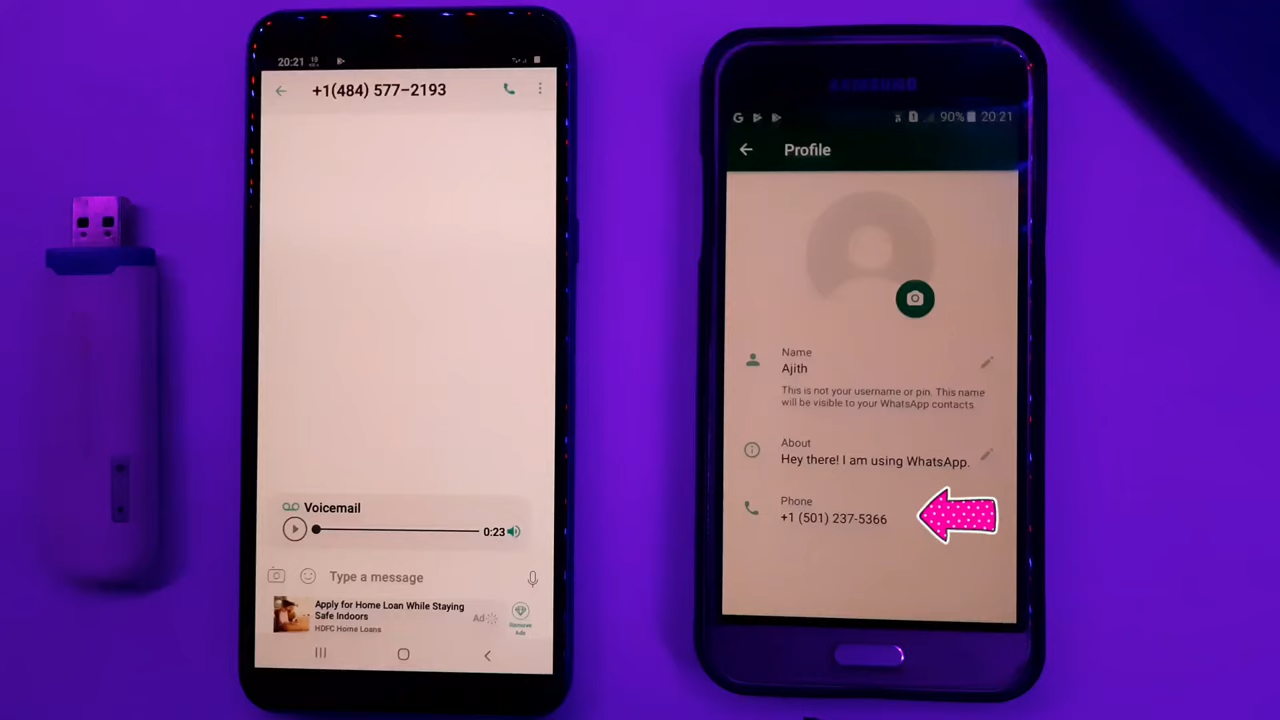 20:21
+1(484) 577–2193
Voicemail
0:23
Type a message
Apply for Home Loan While Staying
Safe Indoors
HDFC Home Loans
Ad
Remove
Ads
SAMSUNG
G
90% 20:21
Profile
Name
Ajith
This is not your username or pin. This name
will be visible to your WhatsApp contacts.
About
Hey there! I am using WhatsApp.
Phone
+1 (501) 237-5366